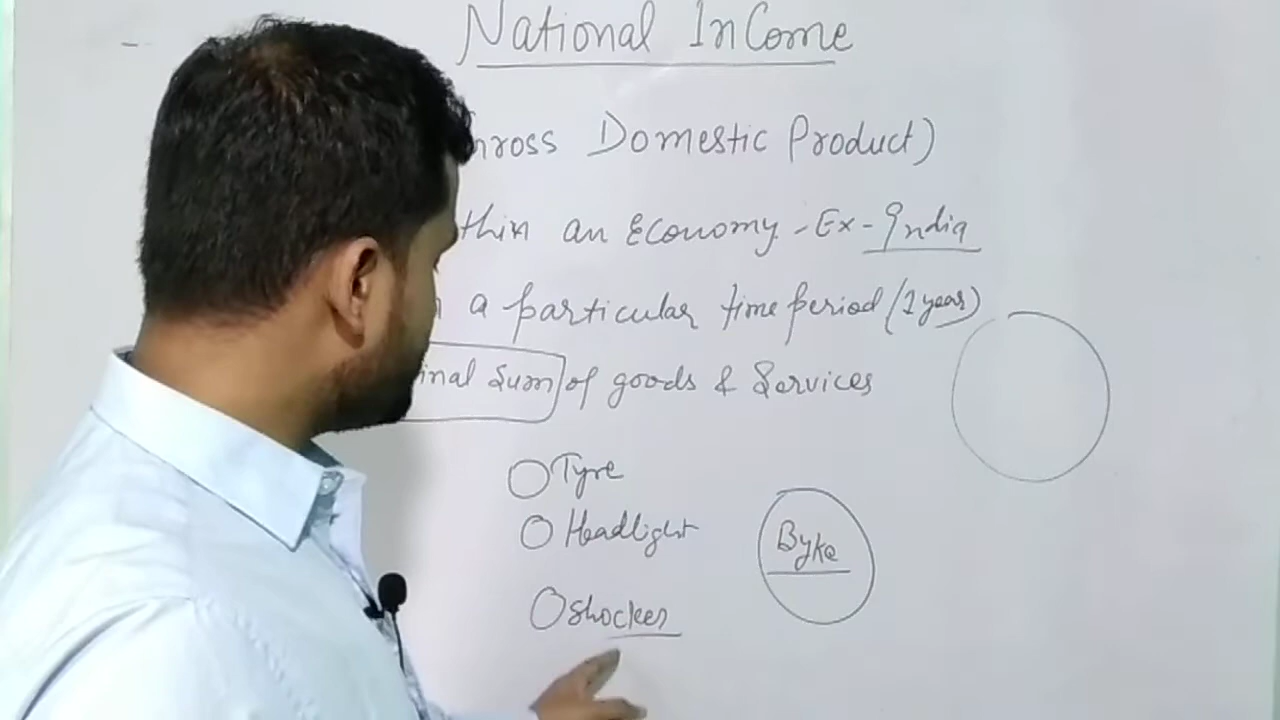 National InCome
ross Domestic Product)
thin an Economy - Ex - India
a particular time period (1 year)
inal Sum of goods & Services
Tyre
Headlight
Byke
Shocker